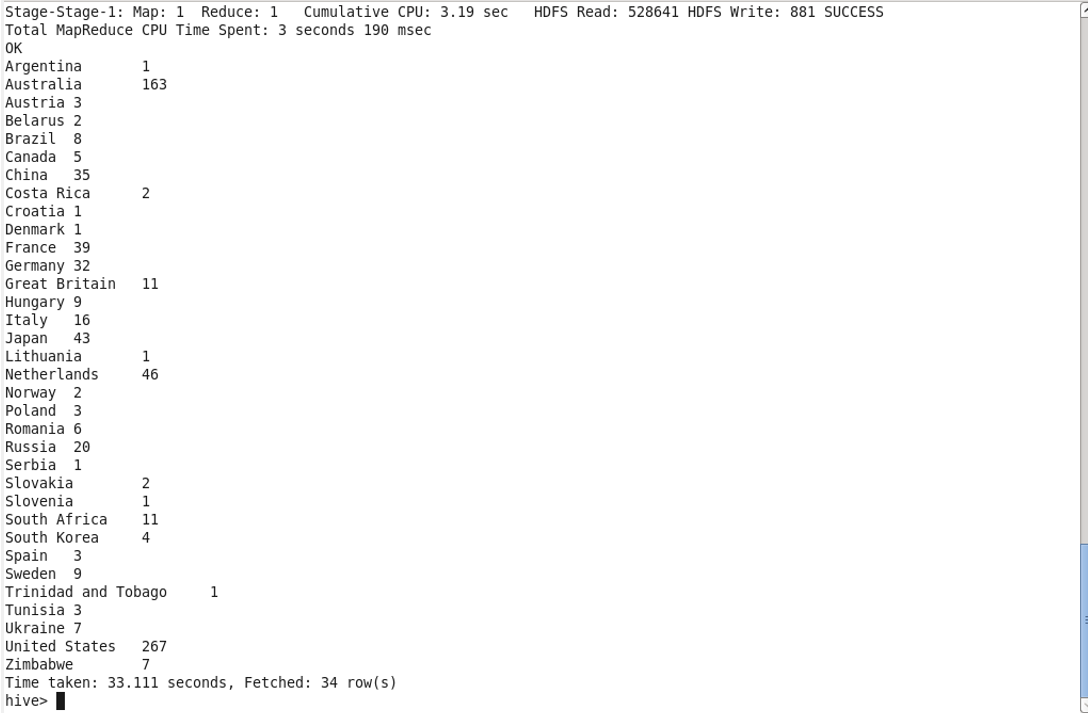 Stage-Stage-1: Map: 1  Reduce: 1   Cumulative CPU: 3.19 sec   HDFS Read: 528641 HDFS Write: 881 SUCCESS
Total MapReduce CPU Time Spent: 3 seconds 190 msec
OK
Argentina	1
Australia	163
Austria	3
Belarus	2
Brazil	8
Canada	5
China	35
Costa Rica	2
Croatia	1
Denmark	1
France	39
Germany	32
Great Britain	11
Hungary	9
Italy	16
Japan	43
Lithuania	1
Netherlands	46
Norway	2
Poland	3
Romania	6
Russia	20
Serbia	1
Slovakia	2
Slovenia	1
South Africa	11
South Korea	4
Spain	3
Sweden	9
Trinidad and Tobago	1
Tunisia	3
Ukraine	7
United States	267
Zimbabwe	7
Time taken: 33.111 seconds, Fetched: 34 row(s)
hive>